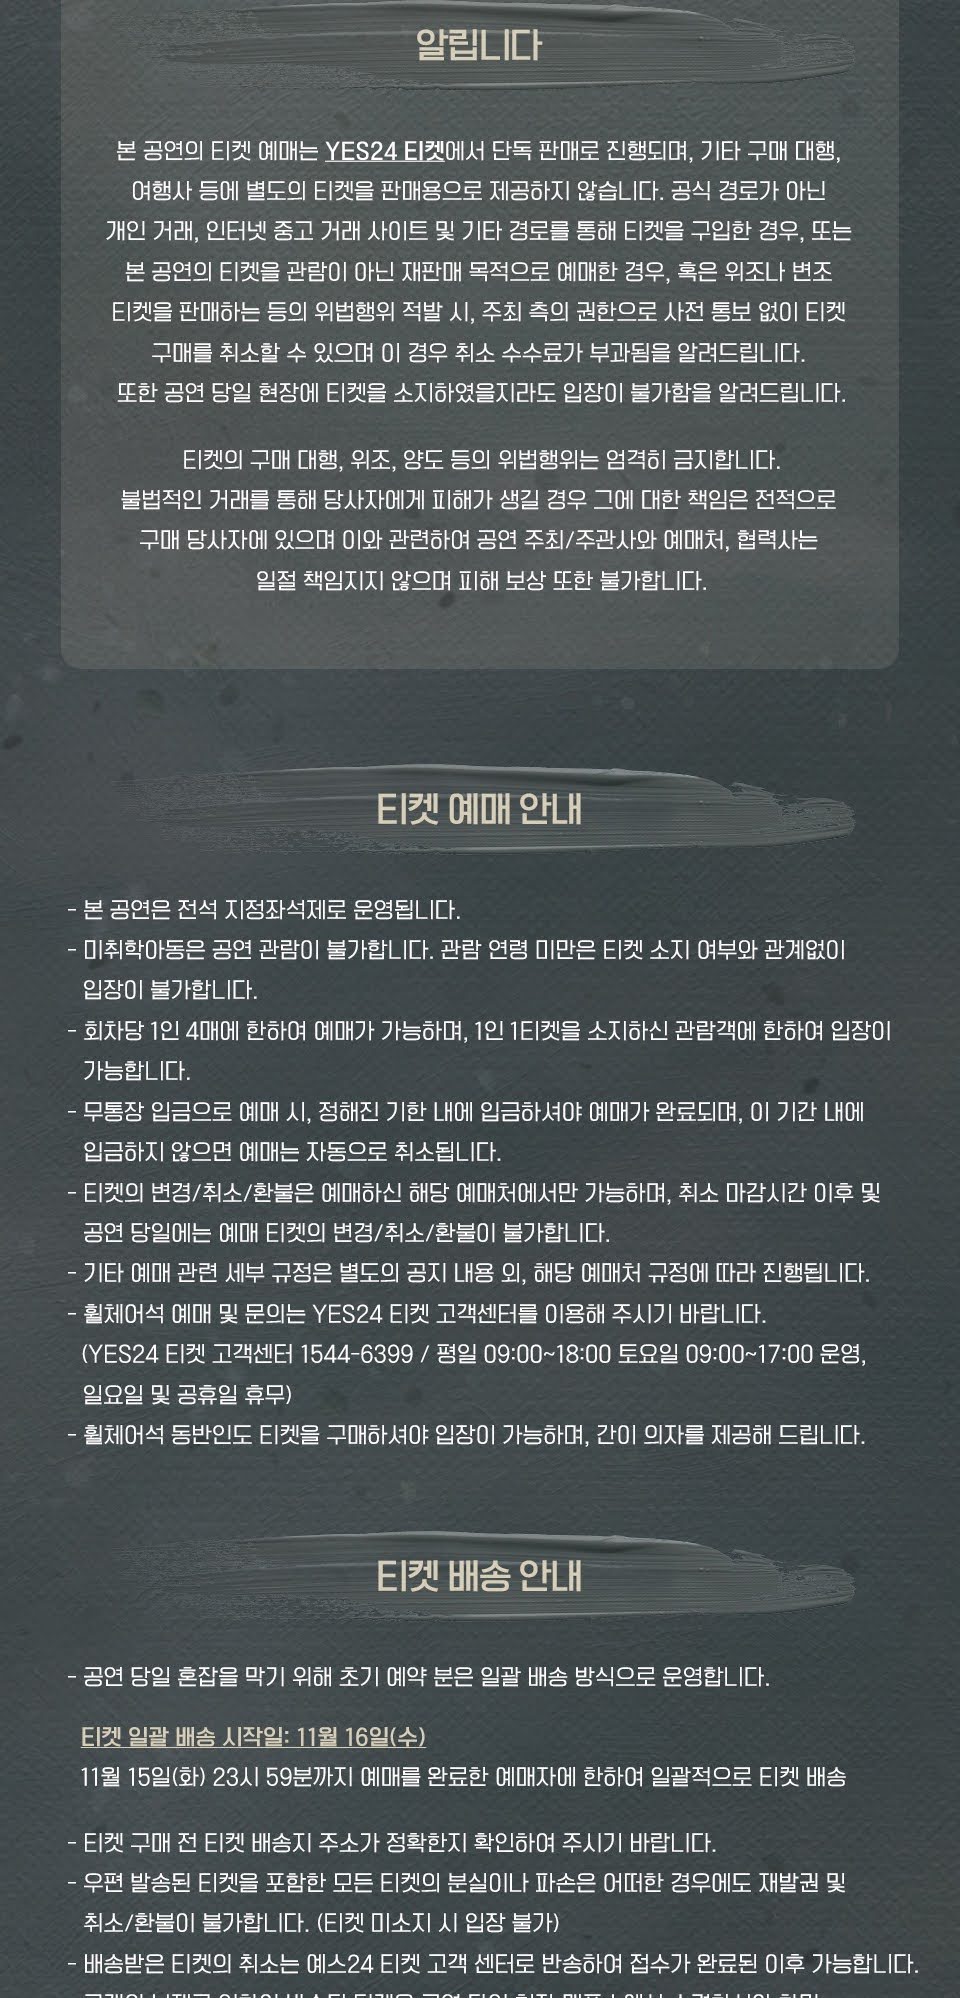 알립니다
본 공연의 티켓 예매는 YES24 티켓에서 단독 판매로 진행되며, 기타 구매 대행,
여행사 등에 별도의 티켓을 판매용으로 제공하지 않습니다. 공식 경로가 아닌
개인 거래, 인터넷 중고 거래 사이트 및 기타 경로를 통해 티켓을 구입한 경우, 또는
본 공연의 티켓을 관람이 아닌 재판매 목적으로 예매한 경우, 혹은 위조나 변조
티켓을 판매하는 등의 위법행위 적발 시, 주최 측의 권한으로 사전 통보 없이 티켓
구매를 취소할 수 있으며 이 경우 취소 수수료가 부과됨을 알려드립니다.
또한 공연 당일 현장에 티켓을 소지하였을지라도 입장이 불가함을 알려드립니다.
티켓의 구매 대행, 위조, 양도 등의 위법행위는 엄격히 금지합니다.
불법적인 거래를 통해 당사자에게 피해가 생길 경우 그에 대한 책임은 전적으로
구매 당사자에 있으며 이와 관련하여 공연 주최/주관사와 예매처, 협력사는
일절 책임지지 않으며 피해 보상 또한 불가합니다.
티켓 예매 안내
- 본 공연은 전석 지정좌석제로 운영됩니다.
- 미취학아동은 공연 관람이 불가합니다. 관람 연령 미만은 티켓 소지 여부와 관계없이
입장이 불가합니다.
- 회차당 1인 4매에 한하여 예매가 가능하며, 1인 1티켓을 소지하신 관람객에 한하여 입장이
가능합니다.
- 무통장 입금으로 예매 시, 정해진 기한 내에 입금하셔야 예매가 완료되며, 이 기간 내에
입금하지 않으면 예매는 자동으로 취소됩니다.
- 티켓의 변경/취소/환불은 예매하신 해당 예매처에서만 가능하며, 취소 마감시간 이후 및
공연 당일에는 예매 티켓의 변경/취소/환불이 불가합니다.
- 기타 예매 관련 세부 규정은 별도의 공지 내용 외, 해당 예매처 규정에 따라 진행됩니다.
- 휠체어석 예매 및 문의는 YES24 티켓 고객센터를 이용해 주시기 바랍니다.
(YES24 티켓 고객센터 1544-6399 / 평일 09:00~18:00 토요일 09:00~17:00 운영,
일요일 및 공휴일 휴무)
- 휠체어석 동반인도 티켓을 구매하셔야 입장이 가능하며, 간이 의자를 제공해 드립니다.
티켓 배송 안내
- 공연 당일 혼잡을 막기 위해 초기 예약 분은 일괄 배송 방식으로 운영합니다.
티켓 일괄 배송 시작일: 11월 16일(수)
11월 15일(화) 23시 59분까지 예매를 완료한 예매자에 한하여 일괄적으로 티켓 배송
- 티켓 구매 전 티켓 배송지 주소가 정확한지 확인하여 주시기 바랍니다.
- 우편 발송된 티켓을 포함한 모든 티켓의 분실이나 파손은 어떠한 경우에도 재발권 및
취소/환불이 불가합니다. (티켓 미소지 시 입장 불가)
- 배송받은 티켓의 취소는 예스24 티켓 고객 센터로 반송하여 접수가 완료된 이후 가능합니다.